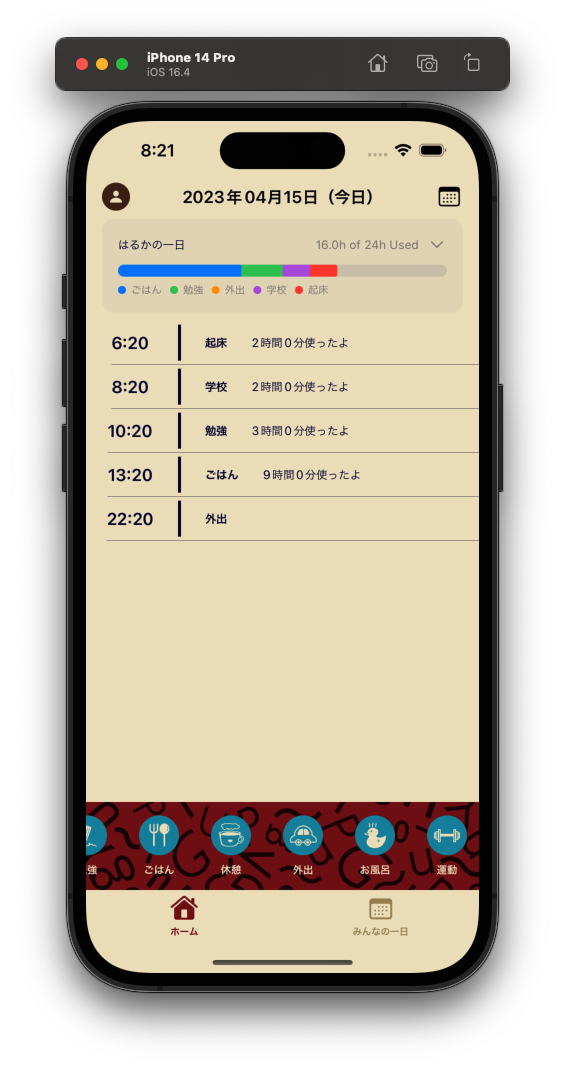 iPhone 14 Pro
iOS 16.4
8:21
2023年04月15日（今日）
はるかの一日 16.0h of 24h Used
ごはん 勉強 外出 学校 起床
6:20 起床 2時間0分使ったよ
8:20 学校 2時間0分使ったよ
10:20 勉強 3時間0分使ったよ
13:20 ごはん 9時間0分使ったよ
22:20 外出
強 ごはん 休憩 外出 お風呂 運動
ホーム みんなの一日